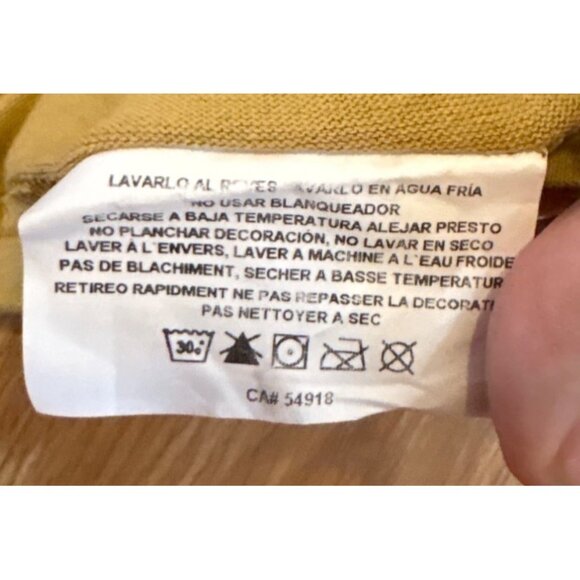 LAVARLO AL REVES LAVARLO EN AGUA FRÍA
NO USAR BLANQUEADOR
SECARSE A BAJA TEMPERATURA ALEJAR PRESTO
NO PLANCHAR DECORACIÓN, NO LAVAR EN SECO
LAVER À L`ENVERS, LAVER A MACHINE A L`EAU FROIDE
PAS DE BLACHIMENT, SECHER A BASSE TEMPERATUR
RETIREO RAPIDMENT NE PAS REPASSER LA DECORATI
PAS NETTOYER A SEC
30c
CA# 54918